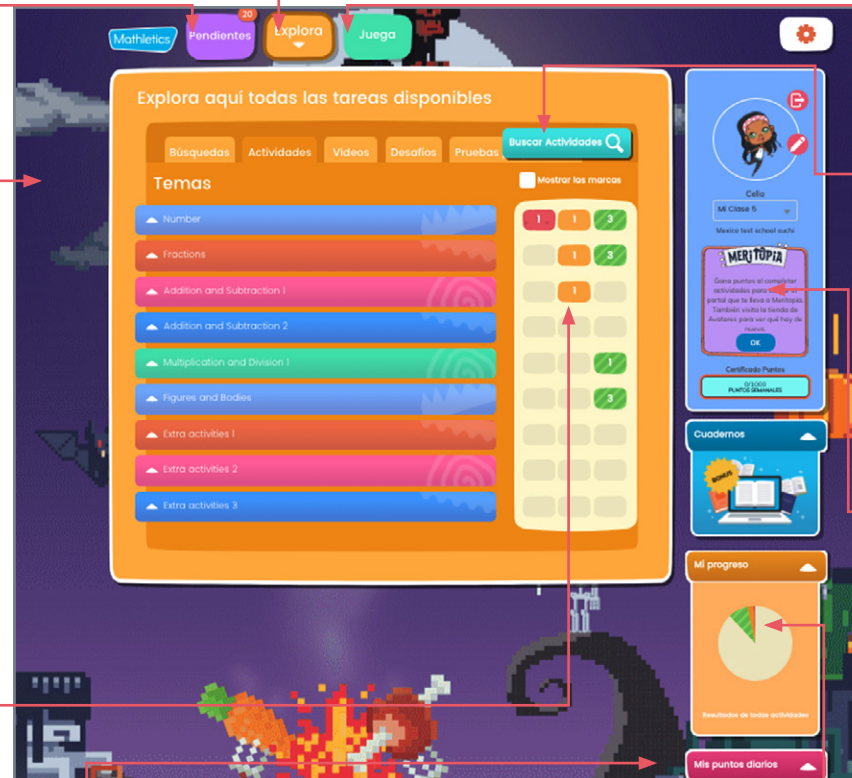 20
Mathletics
Pendientes
Explora
Juega
Explora aquí todas las tareas disponibles
Búsquedas
Actividades
Videos
Desafíos
Pruebas
Buscar Actividades
Temas
Mostrar las marcas
Number
1 1 3
Fractions
1 3
Addition and Subtraction 1
1
Addition and Subtraction 2
Multiplication and Division 1
1
Figures and Bodies
3
Extra activities 1
Extra activities 2
Extra activities 3
Celia
Mi Clase 5
Mexico test school suchi
MERITOPIA
Gana puntos al completar
actividades para
portal que te lleva a Meritopia.
También visita la tienda de
Avatares para ver qué hay de
nuevo.
OK
Certificado Puntos
0/1000
PUNTOS SEMANALES
Cuadernos
BONUS
Mi progreso
Resultados de todas actividades
Mis puntos diarios